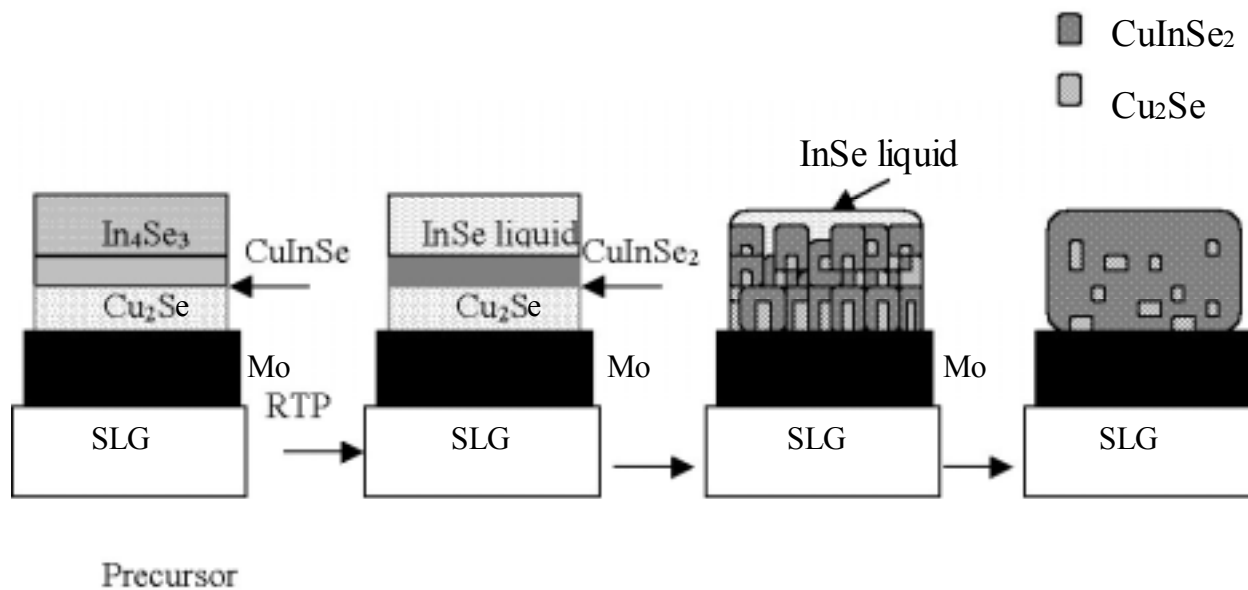 CuInSe₂
Cu₂Se
InSe liquid
In₄Se₃
CuInSe
Cu₂Se
Mo
SLG
RTP
InSe liquid
CuInSe₂
Cu₂Se
Mo
SLG
Mo
SLG
SLG
Precursor